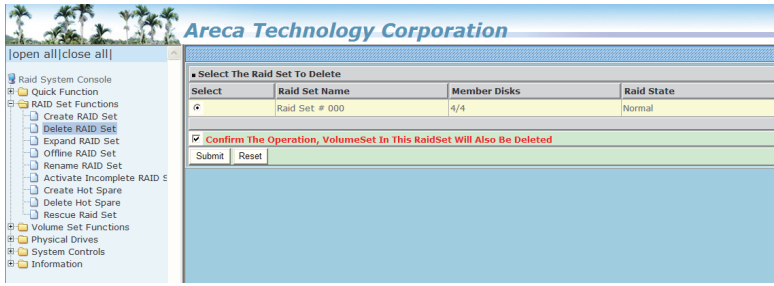 Areca Technology Corporation
|open all|close all|
Raid System Console
Quick Function
RAID Set Functions
Create RAID Set
Delete RAID Set
Expand RAID Set
Offline RAID Set
Rename RAID Set
Activate Incomplete RAID S
Create Hot Spare
Delete Hot Spare
Rescue Raid Set
Volume Set Functions
Physical Drives
System Controls
Information
Select The Raid Set To Delete
Select Raid Set Name Member Disks Raid State
Raid Set # 000 4/4 Normal
Confirm The Operation, VolumeSet In This RaidSet Will Also Be Deleted
Submit Reset